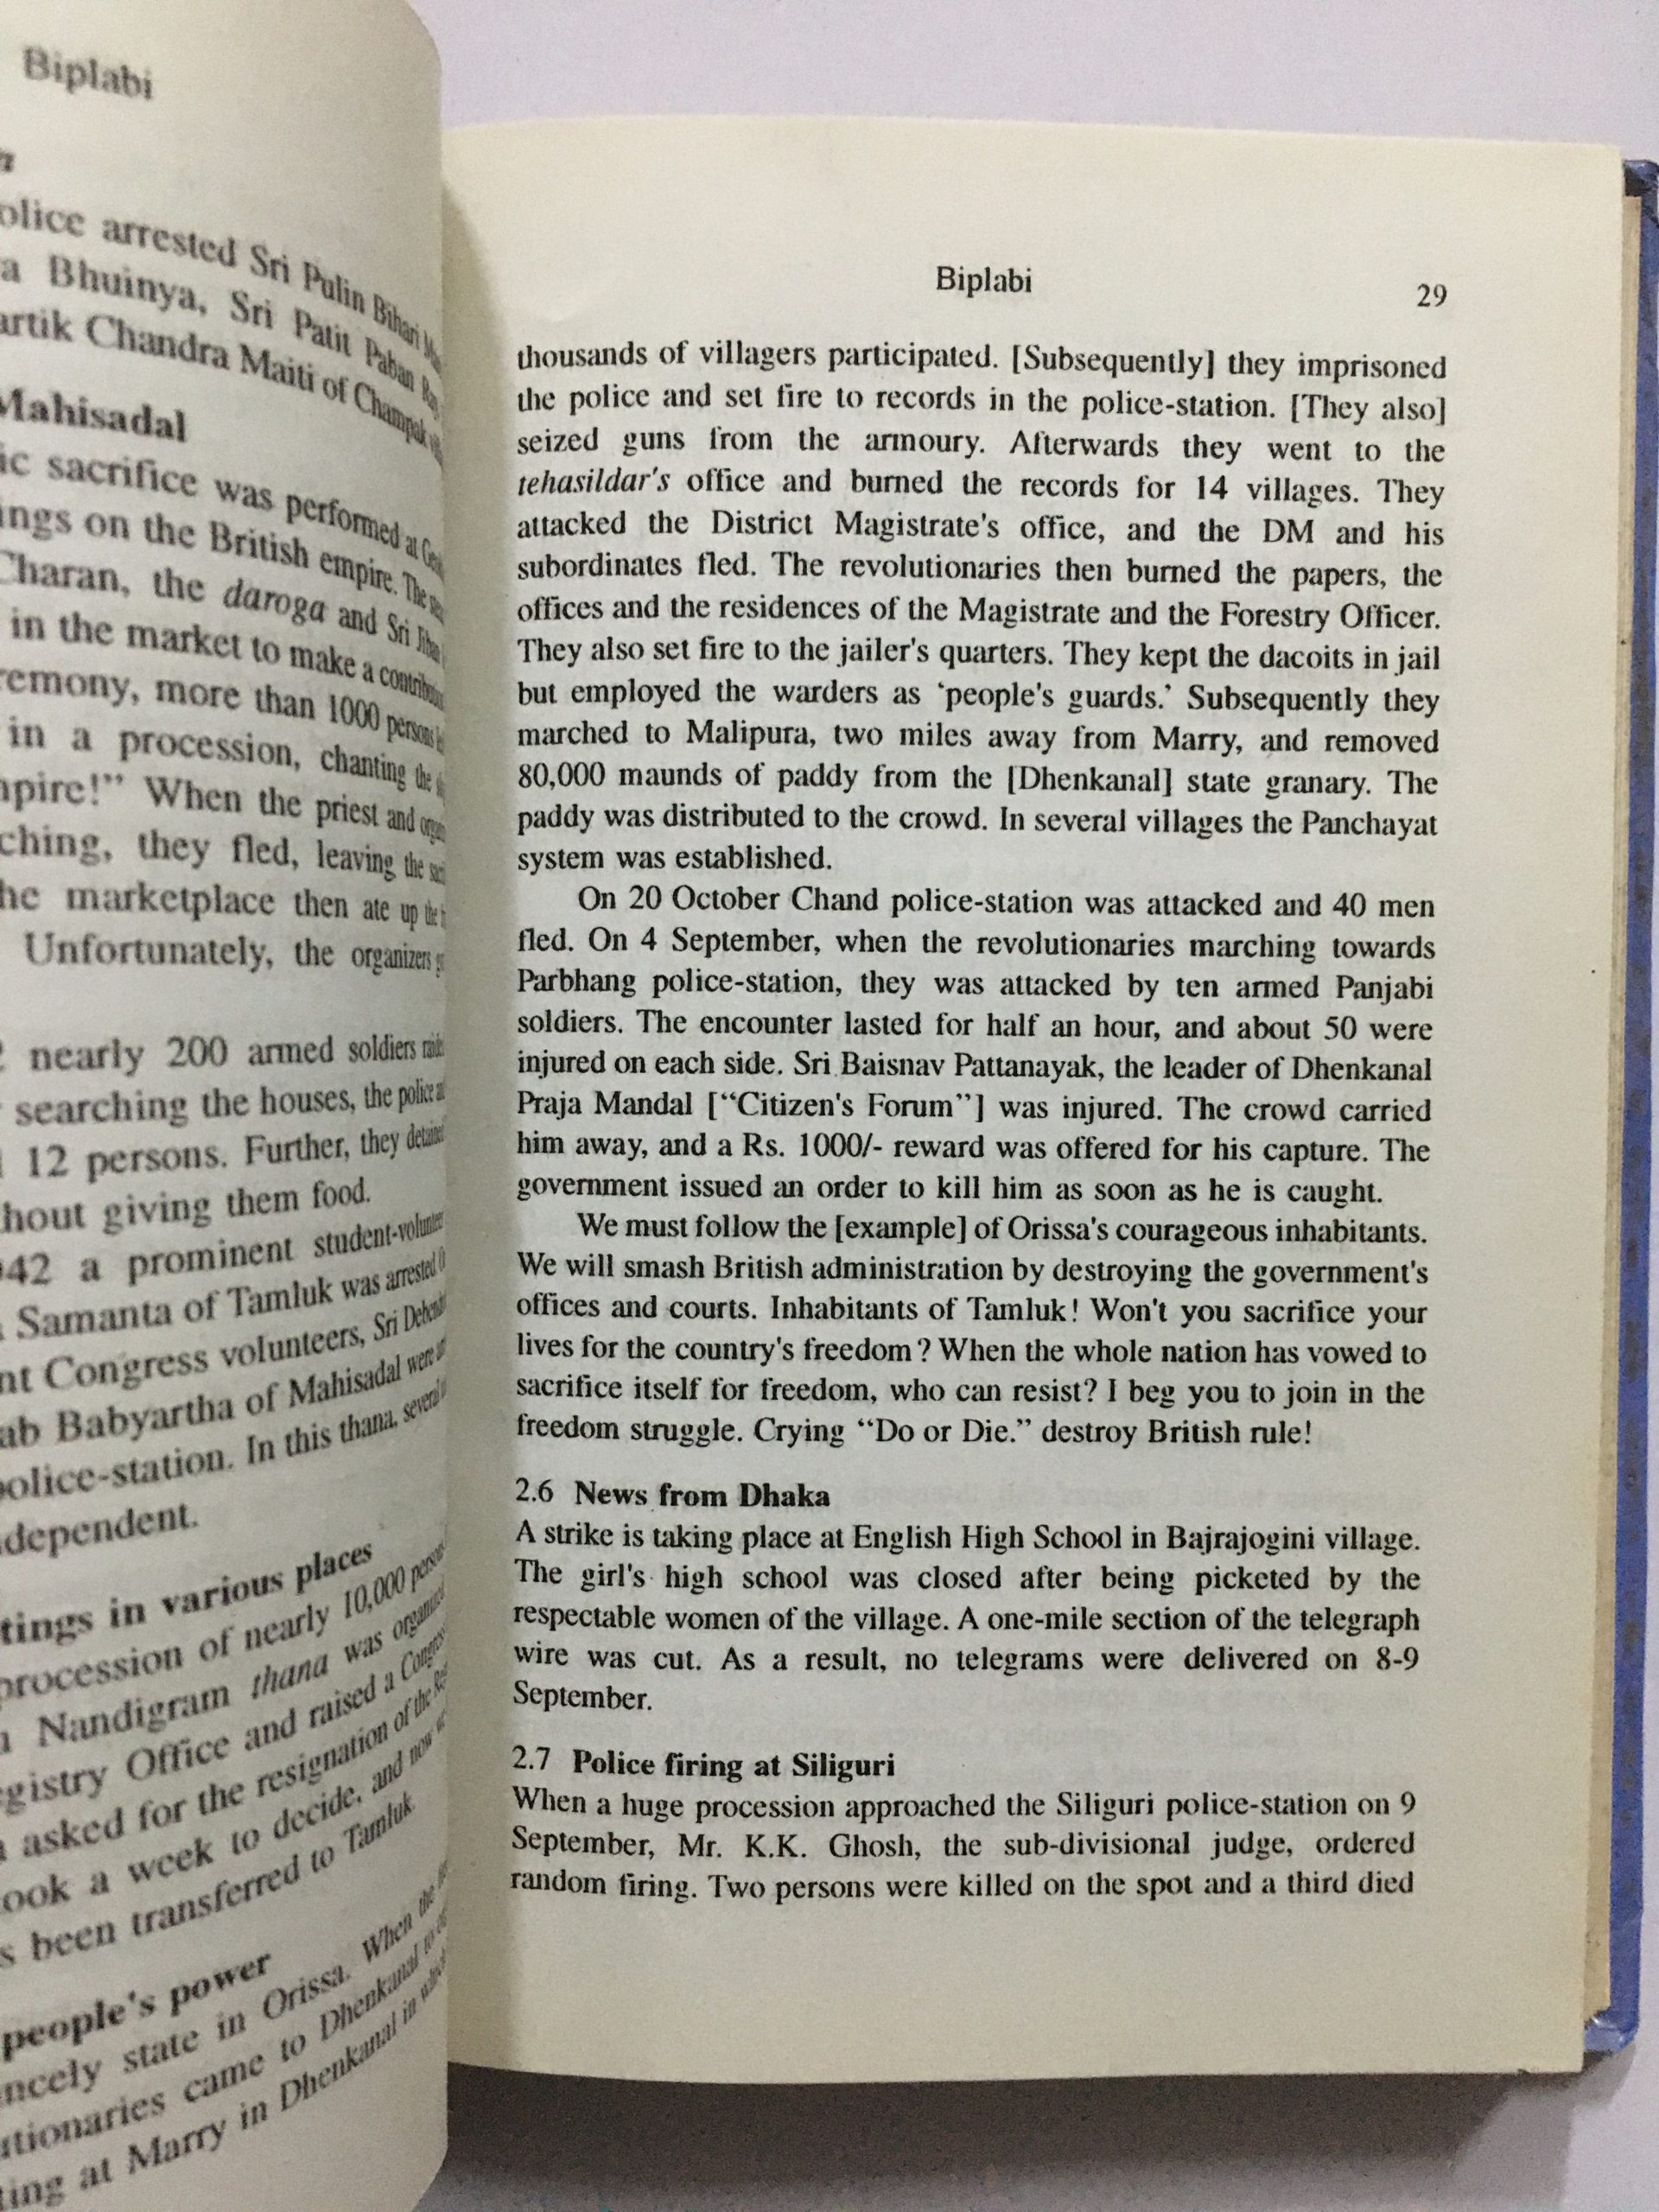 Biplabi
olice arrested Sri Pulin Bihari
a Bhuinya, Sri Patit Paban
artik Chandra Maiti of Champak
Mahisadal
ic sacrifice was performed at
ings on the British empire. The
Charan, the daroga and Sri
in the market to make a
remony, more than 1000 persons
in a procession, chanting the
npire!” When the priest and
ching, they fled, leaving the
he marketplace then ate up the
Unfortunately, the organizers
2 nearly 200 armed soldiers
searching the houses, the police
12 persons. Further, they detained
hout giving them food.
942 a prominent student-volunteer
Samanta of Tamluk was arrested
nt Congress volunteers, Sri
ab Babyartha of Mahisadal were
police-station. In this thana, several
dependent.
tings in various places
procession of nearly 10,000
n Nandigram thana was
egistry Office and raised a
asked for the resignation of the
ook a week to decide, and now
s been transferred to Tamluk.
people's power
ncely state in Orissa. When the
utionaries came to Dhenkanal to
ting at Marry in Dhenkanal in which
Biplabi 29
thousands of villagers participated. [Subsequently] they imprisoned
the police and set fire to records in the police-station. [They also]
seized guns from the armoury. Afterwards they went to the
tehasildar's office and burned the records for 14 villages. They
attacked the District Magistrate's office, and the DM and his
subordinates fled. The revolutionaries then burned the papers, the
offices and the residences of the Magistrate and the Forestry Officer.
They also set fire to the jailer's quarters. They kept the dacoits in jail
but employed the warders as ‘people's guards.’ Subsequently they
marched to Malipura, two miles away from Marry, and removed
80,000 maunds of paddy from the [Dhenkanal] state granary. The
paddy was distributed to the crowd. In several villages the Panchayat
system was established.
On 20 October Chand police-station was attacked and 40 men
fled. On 4 September, when the revolutionaries marching towards
Parbhang police-station, they was attacked by ten armed Panjabi
soldiers. The encounter lasted for half an hour, and about 50 were
injured on each side. Sri Baisnav Pattanayak, the leader of Dhenkanal
Praja Mandal [“Citizen's Forum”] was injured. The crowd carried
him away, and a Rs. 1000/- reward was offered for his capture. The
government issued an order to kill him as soon as he is caught.
We must follow the [example] of Orissa's courageous inhabitants.
We will smash British administration by destroying the government's
offices and courts. Inhabitants of Tamluk! Won't you sacrifice your
lives for the country's freedom? When the whole nation has vowed to
sacrifice itself for freedom, who can resist? I beg you to join in the
freedom struggle. Crying “Do or Die.” destroy British rule!
2.6 News from Dhaka
A strike is taking place at English High School in Bajrajogini village.
The girl's high school was closed after being picketed by the
respectable women of the village. A one-mile section of the telegraph
wire was cut. As a result, no telegrams were delivered on 8-9
September.
2.7 Police firing at Siliguri
When a huge procession approached the Siliguri police-station on 9
September, Mr. K.K. Ghosh, the sub-divisional judge, ordered
random firing. Two persons were killed on the spot and a third died